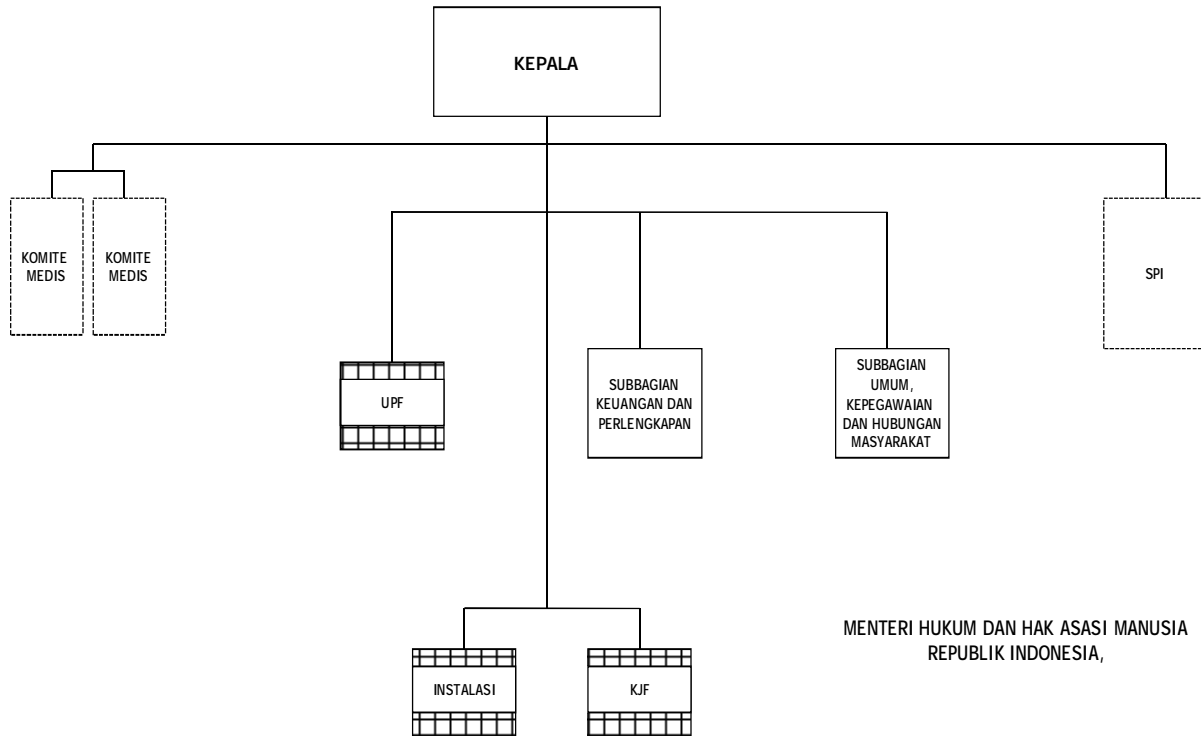 KEPALA
KOMITE
MEDIS
KOMITE
MEDIS
SPI
UPF
SUBBAGIAN
KEUANGAN DAN
PERLENGKAPAN
SUBBAGIAN
UMUM,
KEPEGAWAIAN
DAN HUBUNGAN
MASYARAKAT
INSTALASI
KJF
MENTERI HUKUM DAN HAK ASASI MANUSIA
REPUBLIK INDONESIA,